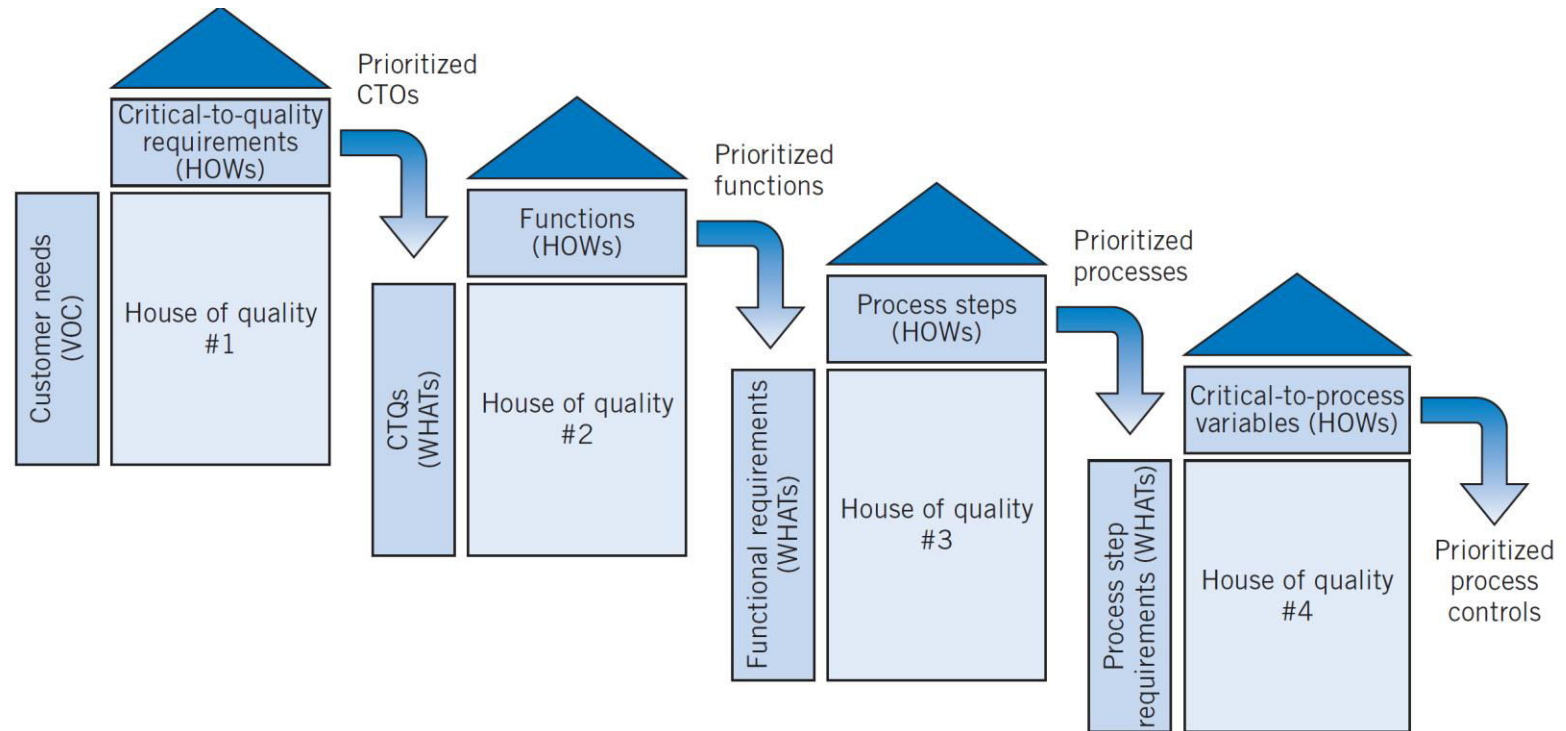 Prioritized
CTOs
Critical-to-quality
requirements
(HOWs)
Customer needs
(VOC)
House of quality
#1
Prioritized
functions
Functions
(HOWs)
CTQs
(WHATs)
House of quality
#2
Prioritized
processes
Process steps
(HOWs)
Functional requirements
(WHATs)
House of quality
#3
Critical-to-process
variables (HOWs)
Process step
requirements (WHATs)
House of quality
#4
Prioritized
process
controls